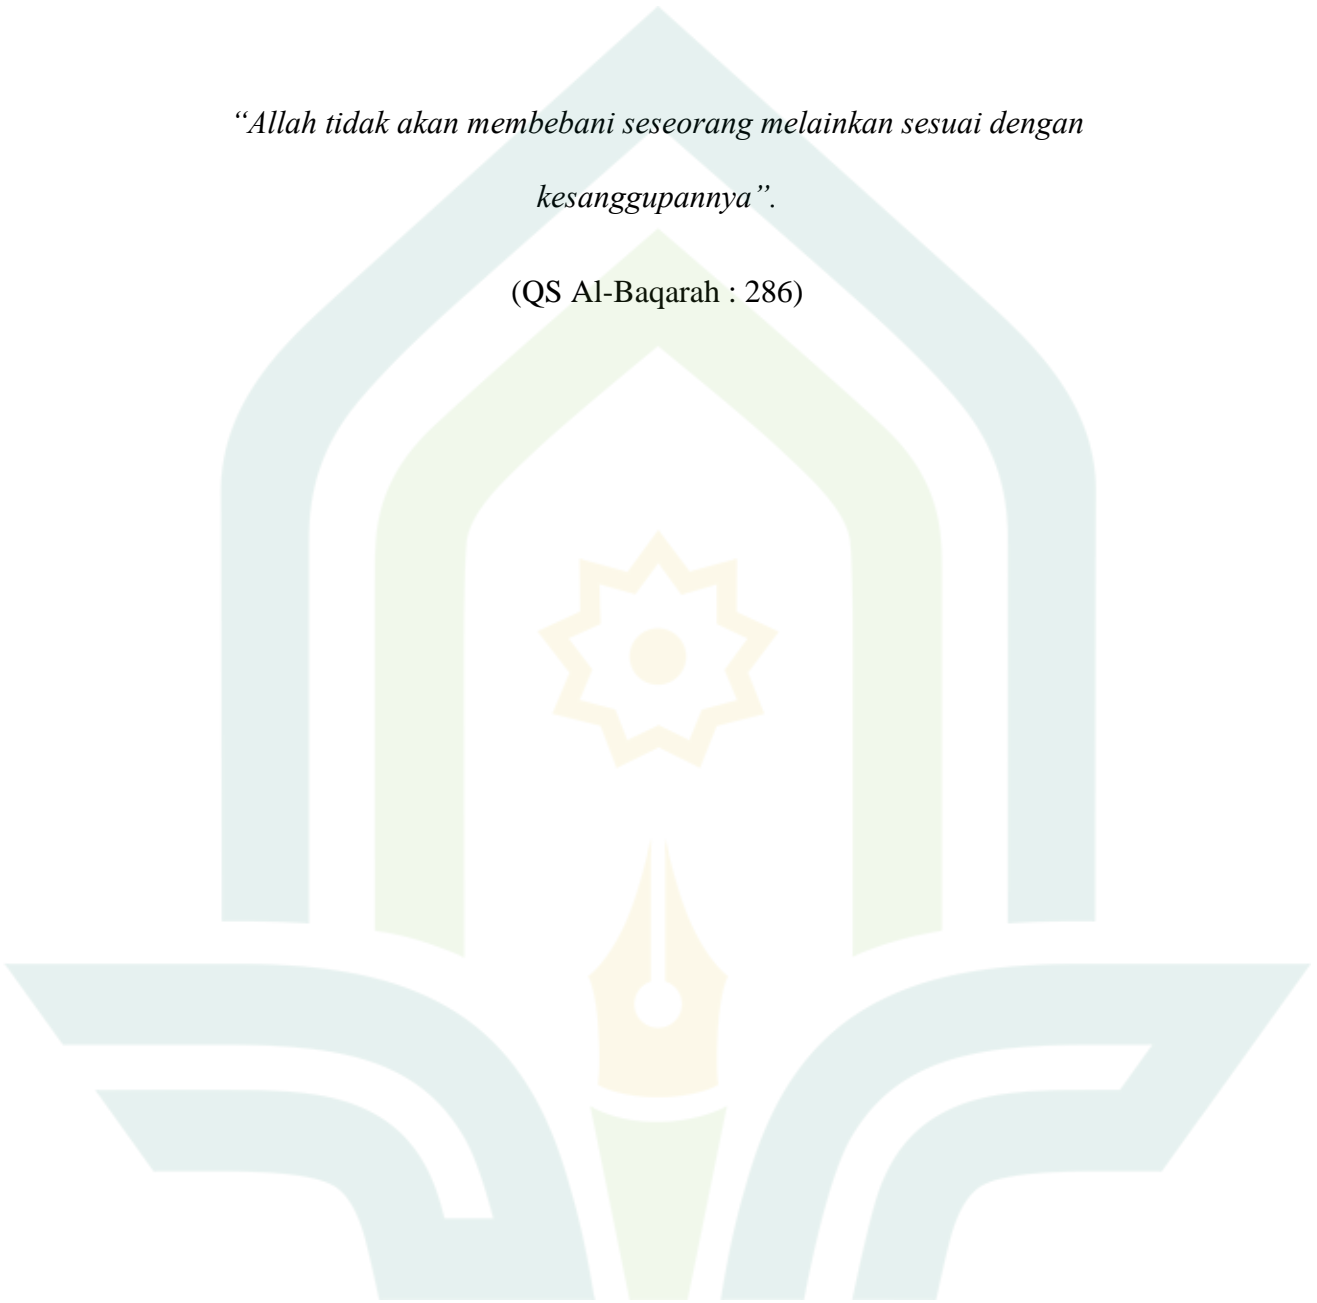 “Allah tidak akan membebani seseorang melainkan sesuai dengan
kesanggupannya”.
(QS Al-Baqarah : 286)